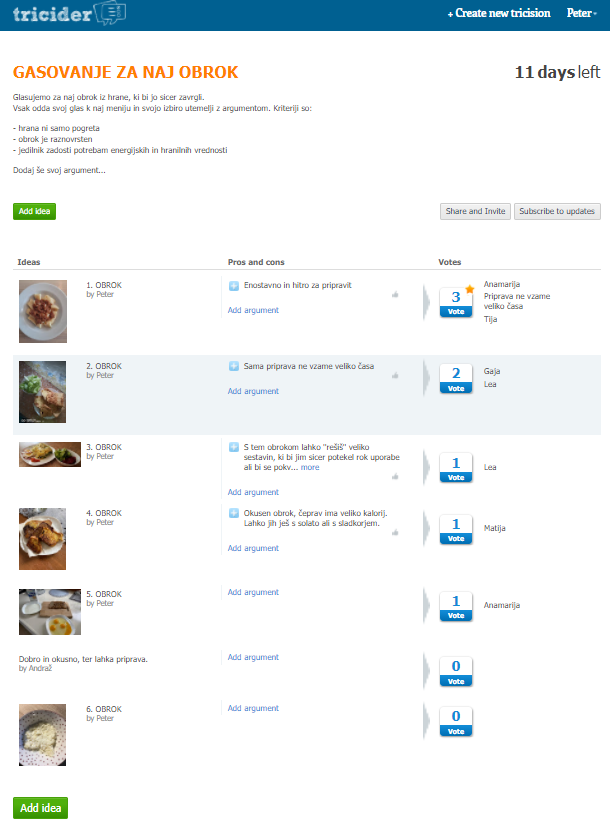 tricider
+ Create new tricision
Peter
GASOVANJE ZA NAJ OBROK
11 days left
Glasujemo za naj obrok iz hrane, ki bi jo sicer zavrgli.
Vsak odda svoj glas k naj meniju in svojo izbiro utemelji z argumentom. Kriteriji so:
- hrana ni samo pogreta
- obrok je raznovrsten
- jedilnik zadosti potrebam energijskih in hranilnih vrednosti
Dodaj še svoj argument...
Add idea
Share and Invite
Subscribe to updates
Ideas
Pros and cons
Votes
1. OBROK
by Peter
Enostavno in hitro za pripravit
Add argument
3
Vote
Anamarija
Priprava ne vzame
veliko časa
Tija
2. OBROK
by Peter
Sama priprava ne vzame veliko časa
Add argument
2
Vote
Gaja
Lea
3. OBROK
by Peter
S tem obrokom lahko "rešiš" veliko
sestavin, ki bi jim sicer potekel rok uporabe
ali bi se pokv... more
Add argument
1
Vote
Lea
4. OBROK
by Peter
Okusen obrok, čeprav ima veliko kalorij.
Lahko jih ješ s solato ali s sladkorjem.
Add argument
1
Vote
Matija
5. OBROK
by Peter
Add argument
1
Vote
Anamarija
Dobro in okusno, ter lahka priprava.
by Andraž
Add argument
0
Vote
6. OBROK
by Peter
Add argument
0
Vote
Add idea